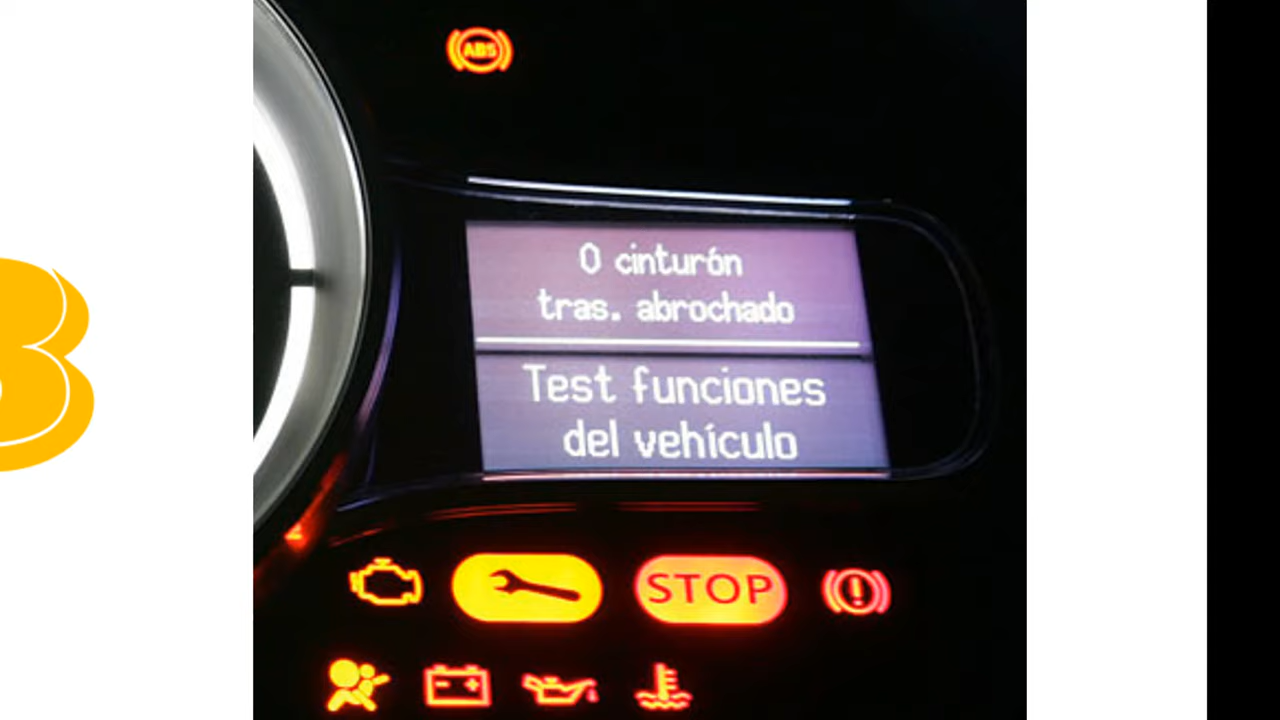 ABS
0 cinturón
tras. abrochado
Test funciones
del vehículo
STOP